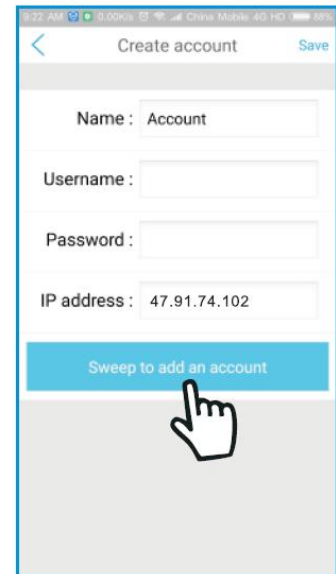 9:22 AM 0.00K/s China Mobile 4G HD 88%
Create account Save
Name : Account
Username :
Password :
IP address : 47.91.74.102
Sweep to add an account